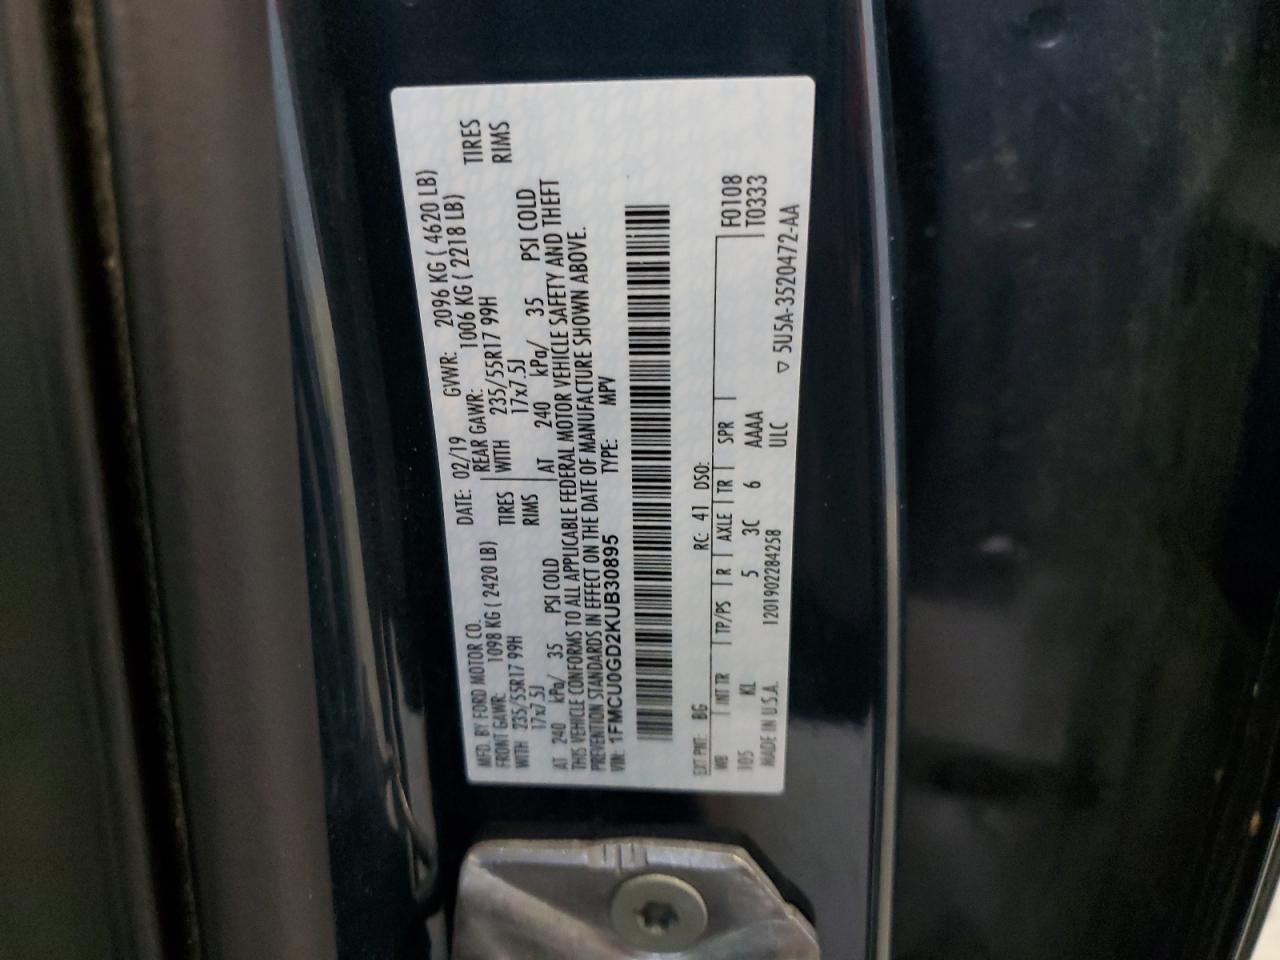 MFD. BY FORD MOTOR CO.
DATE: 02/19 GVWR: 2096 KG ( 4620 LB)
FRONT GAWR: 1098 KG ( 2420 LB) REAR GAWR: 1006 KG ( 2218 LB)
WITH 235/55R17 99H TIRES WITH 235/55R17 99H TIRES
17x7.5J RIMS 17x7.5J RIMS
AT 240 kPa/ 35 PSI COLD AT 240 kPa/ 35 PSI COLD
THIS VEHICLE CONFORMS TO ALL APPLICABLE FEDERAL MOTOR VEHICLE SAFETY AND THEFT
PREVENTION STANDARDS IN EFFECT ON THE DATE OF MANUFACTURE SHOWN ABOVE.
VIN: 1FMCU0GD2KUB30895 TYPE: MPV
EXT PNT: BG RC: 41 DSO:
WB INT TR TP/PS R AXLE TR SPR F0108
105 KL 5 3C 6 AAAA T0333
MADE IN U.S.A. 1201902284258 ULC ▽ 5U5A-3520472-AA